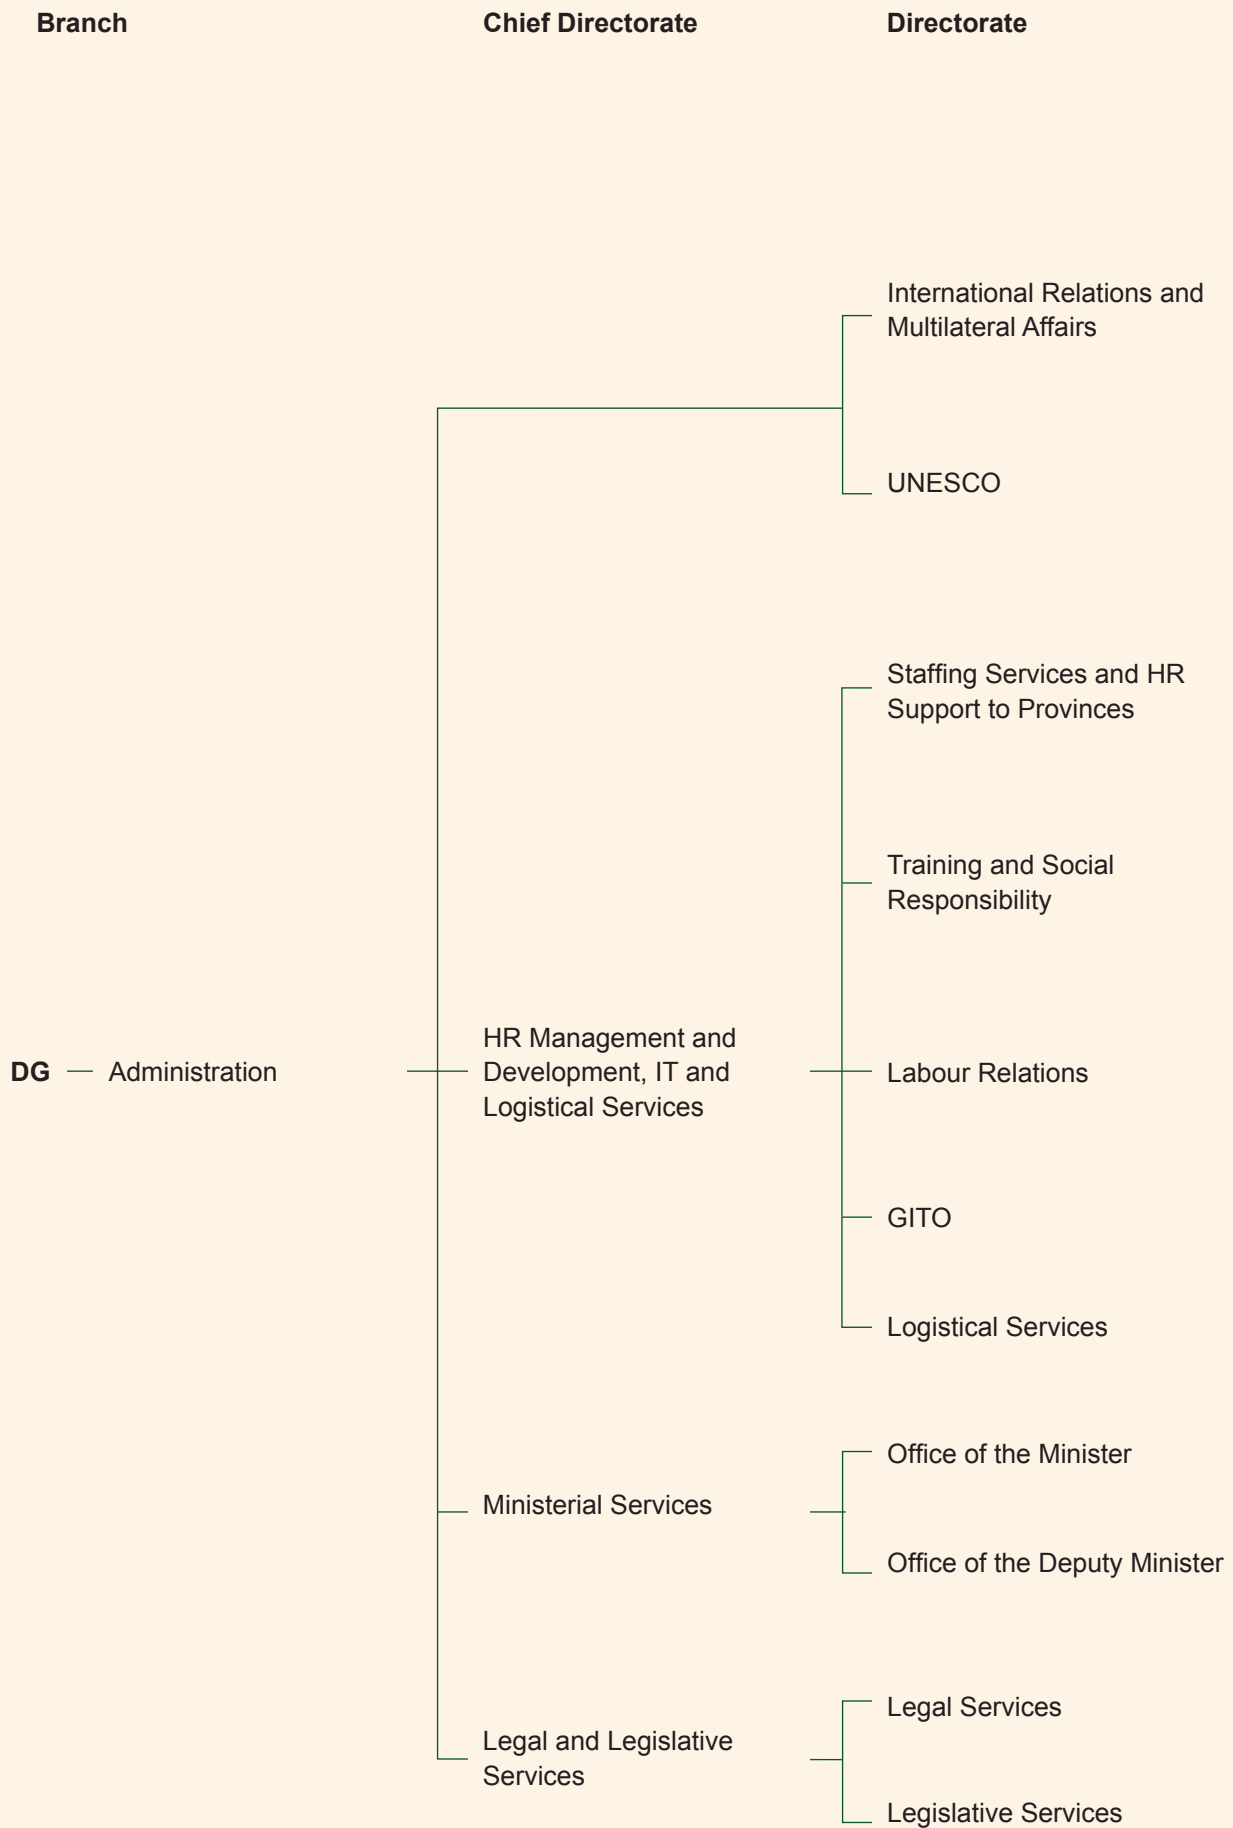 Branch
Chief Directorate
Directorate
International Relations and
Multilateral Affairs
UNESCO
Staffing Services and HR
Support to Provinces
Training and Social
Responsibility
DG
Administration
HR Management and
Development, IT and
Logistical Services
Labour Relations
GITO
Logistical Services
Ministerial Services
Office of the Minister
Office of the Deputy Minister
Legal and Legislative
Services
Legal Services
Legislative Services